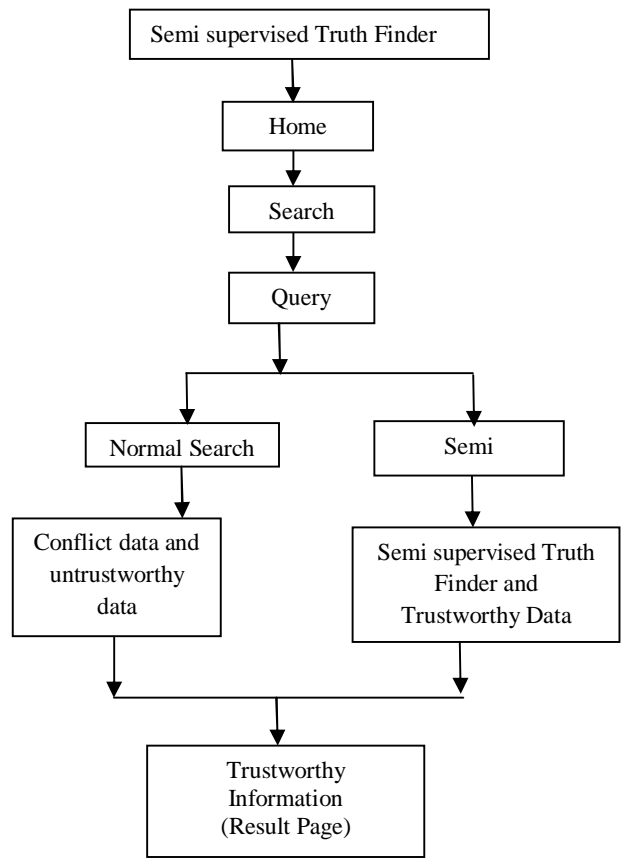 Semi supervised Truth Finder
Home
Search
Query
Normal Search
Semi
Conflict data and
untrustworthy
data
Semi supervised Truth
Finder and
Trustworthy Data
Trustworthy
Information
(Result Page)